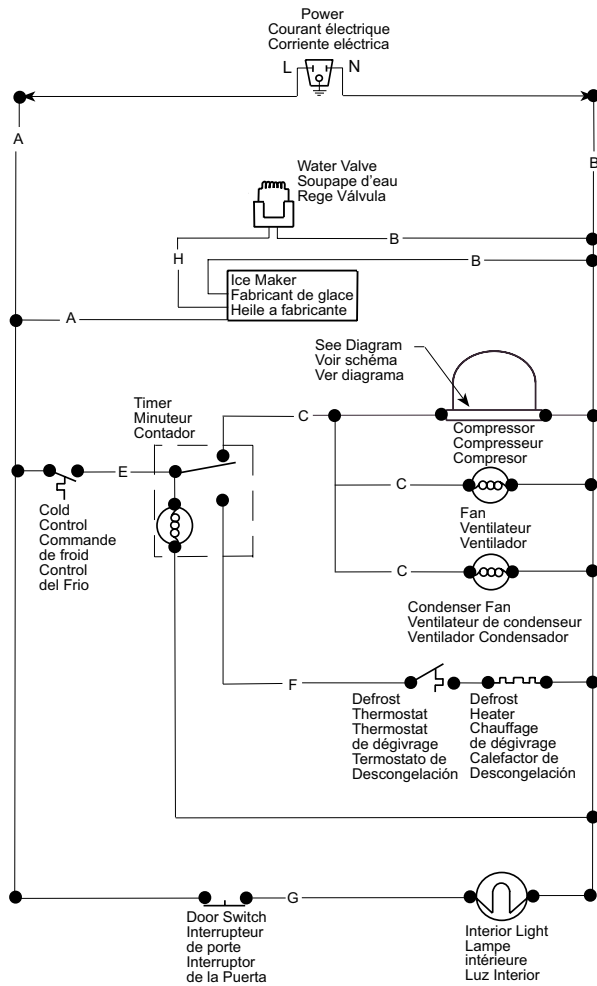 Power
Courant électrique
Corriente eléctrica
L N
A
B
Water Valve
Soupape d'eau
Rege Válvula
B
H
B
Ice Maker
Fabricant de glace
Heile a fabricante
A
See Diagram
Voir schéma
Ver diagrama
Timer
Minuteur
Contador
C
Compressor
Compresseur
Compresor
E
C
Cold
Control
Commande
de froid
Control
del Frio
Fan
Ventilateur
Ventilador
C
Condenser Fan
Ventilateur de condenseur
Ventilador Condensador
F
Defrost
Thermostat
Thermostat
de dégivrage
Termostato de
Descongelación
Defrost
Heater
Chauffage
de dégivrage
Calefactor de
Descongelación
G
Door Switch
Interrupteur
de porte
Interruptor
de la Puerta
Interior Light
Lampe
intérieure
Luz Interior